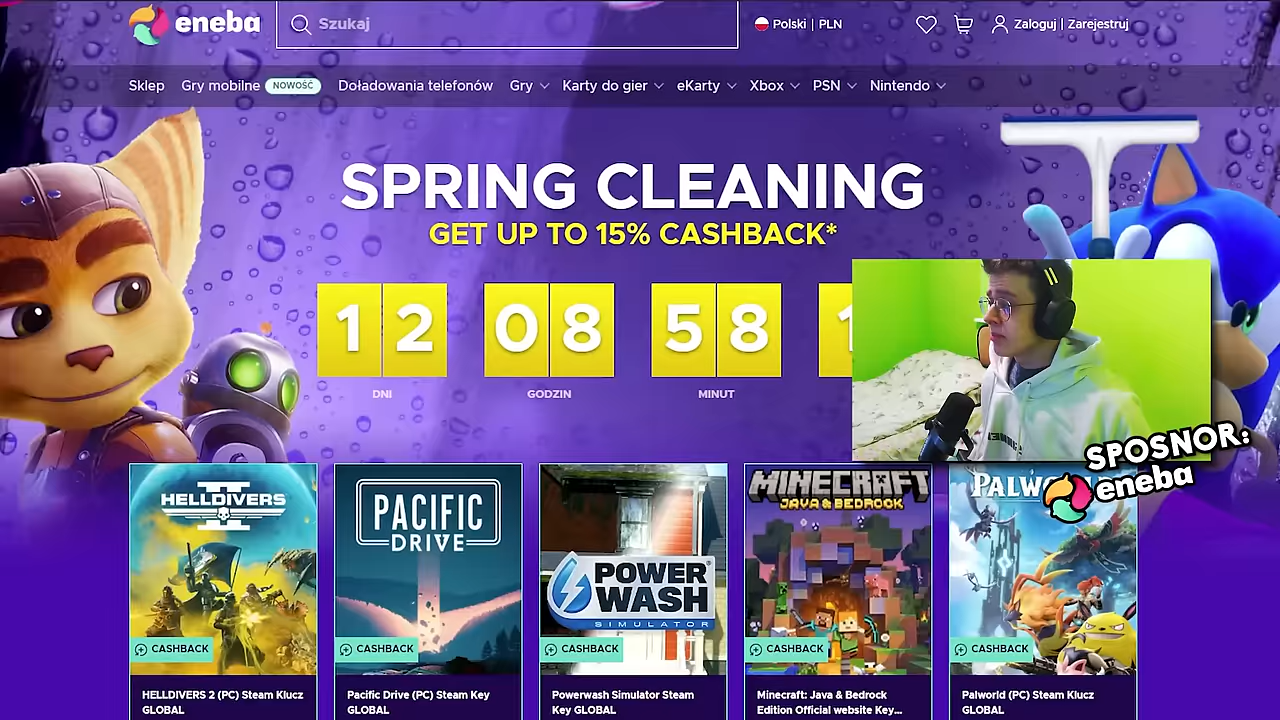 eneba
Szukaj
Polski | PLN
Zaloguj | Zarejestruj
Sklep
Gry mobilne
NOWOŚĆ
Doładowania telefonów
Gry
Karty do gier
eKarty
Xbox
PSN
Nintendo
SPRING CLEANING
GET UP TO 15% CASHBACK*
12
08
58
1
DNI
GODZIN
MINUT
SPOSNOR:
eneba
HELLDIVERS
II
PACIFIC
DRIVE
POWER
WASH
SIMULATOR
MINECRAFT
JAVA & BEDROCK
CASHBACK
CASHBACK
CASHBACK
CASHBACK
CASHBACK
HELLDIVERS 2 (PC) Steam Klucz
GLOBAL
Pacific Drive (PC) Steam Key
GLOBAL
Powerwash Simulator Steam
Key GLOBAL
Minecraft: Java & Bedrock
Edition Official website Key...
Palworld (PC) Steam Klucz
GLOBAL